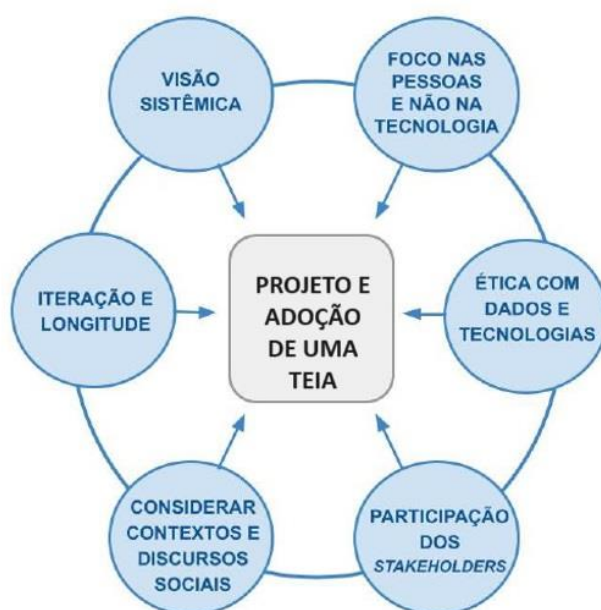 VISÃO
SISTÊMICA
FOCO NAS
PESSOAS
E NÃO NA
TECNOLOGIA
ITERAÇÃO E
LONGITUDE
PROJETO E
ADOÇÃO
DE UMA
TEIA
ÉTICA COM
DADOS E
TECNOLOGIAS
CONSIDERAR
CONTEXTOS E
DISCURSOS
SOCIAIS
PARTICIPAÇÃO
DOS
STAKEHOLDERS